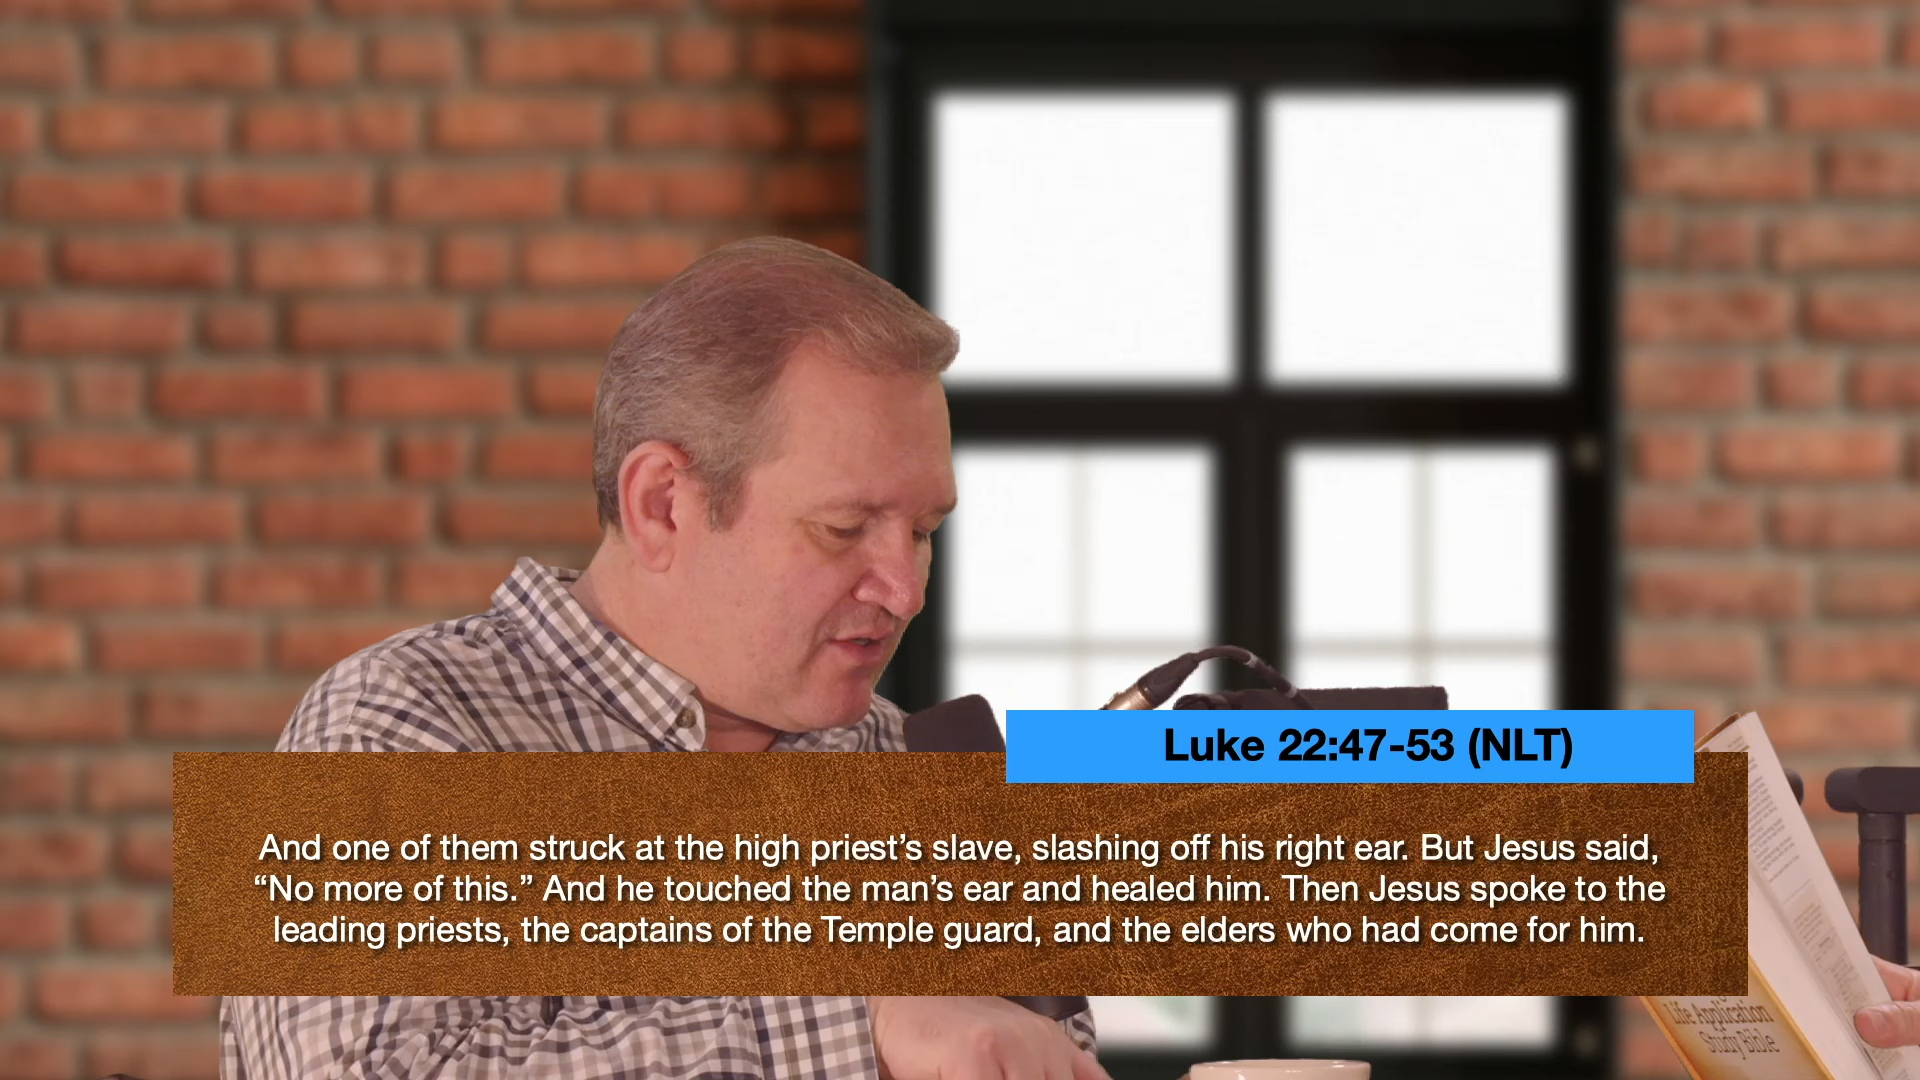 Luke 22:47-53 (NLT)
And one of them struck at the high priest’s slave, slashing off his right ear. But Jesus said,
“No more of this.” And he touched the man’s ear and healed him. Then Jesus spoke to the
leading priests, the captains of the Temple guard, and the elders who had come for him.
Life Application
Study Bible